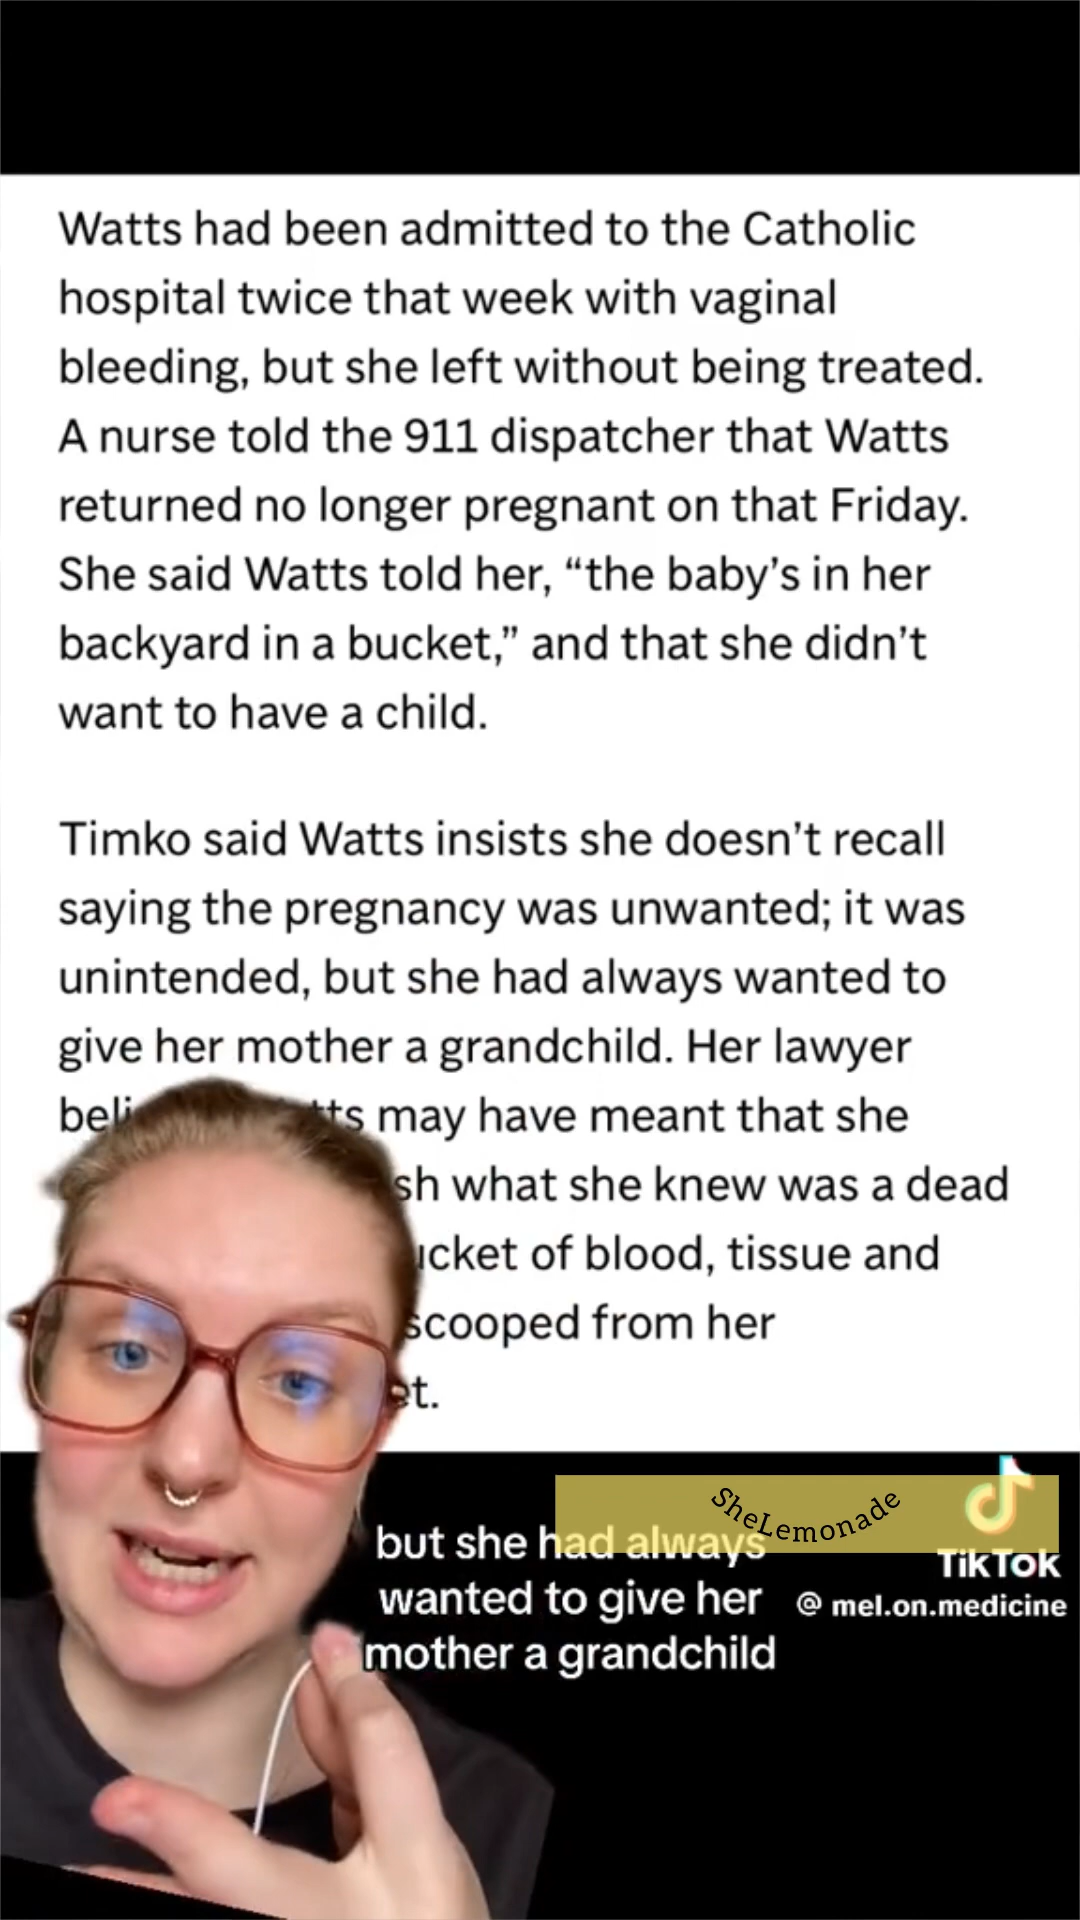 Watts had been admitted to the Catholic
hospital twice that week with vaginal
bleeding, but she left without being treated.
A nurse told the 911 dispatcher that Watts
returned no longer pregnant on that Friday.
She said Watts told her, “the baby’s in her
backyard in a bucket,” and that she didn’t
want to have a child.
Timko said Watts insists she doesn’t recall
saying the pregnancy was unwanted; it was
unintended, but she had always wanted to
give her mother a grandchild. Her lawyer
may have meant that she
what she knew was a dead
of blood, tissue and
scooped from her
SheLemonade
TikTok
@ mel.on.medicine
but she had always
wanted to give her
mother a grandchild